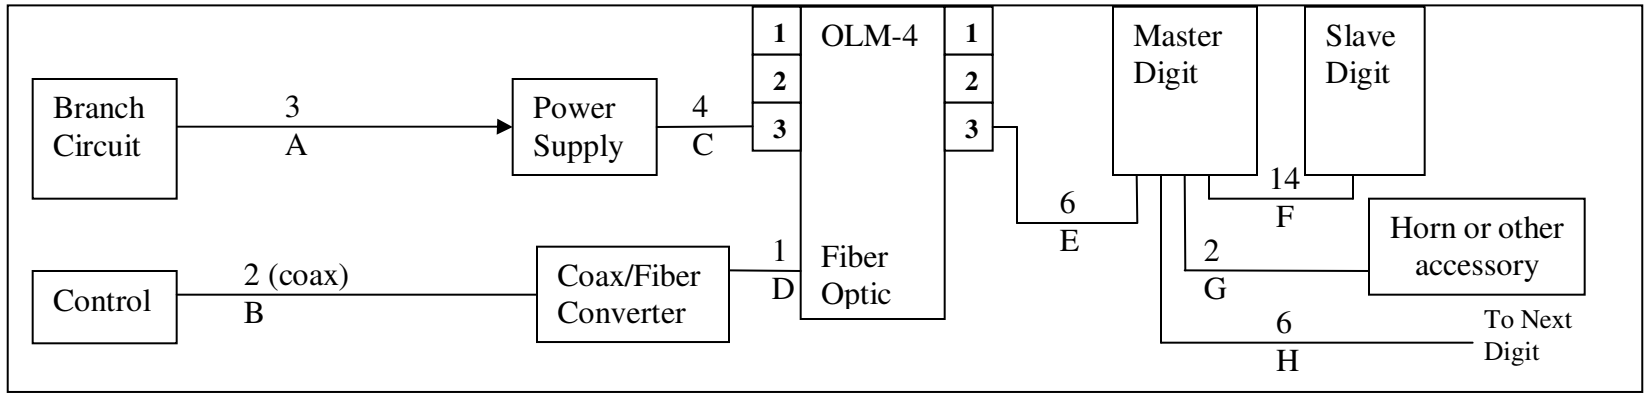 Branch
Circuit
3
A
Power
Supply
4
C
1
2
3
OLM-4
Fiber
Optic
1
2
3
Control
2 (coax)
B
Coax/Fiber
Converter
1
D
6
E
Master
Digit
Slave
Digit
14
F
2
G
Horn or other
accessory
6
H
To Next
Digit